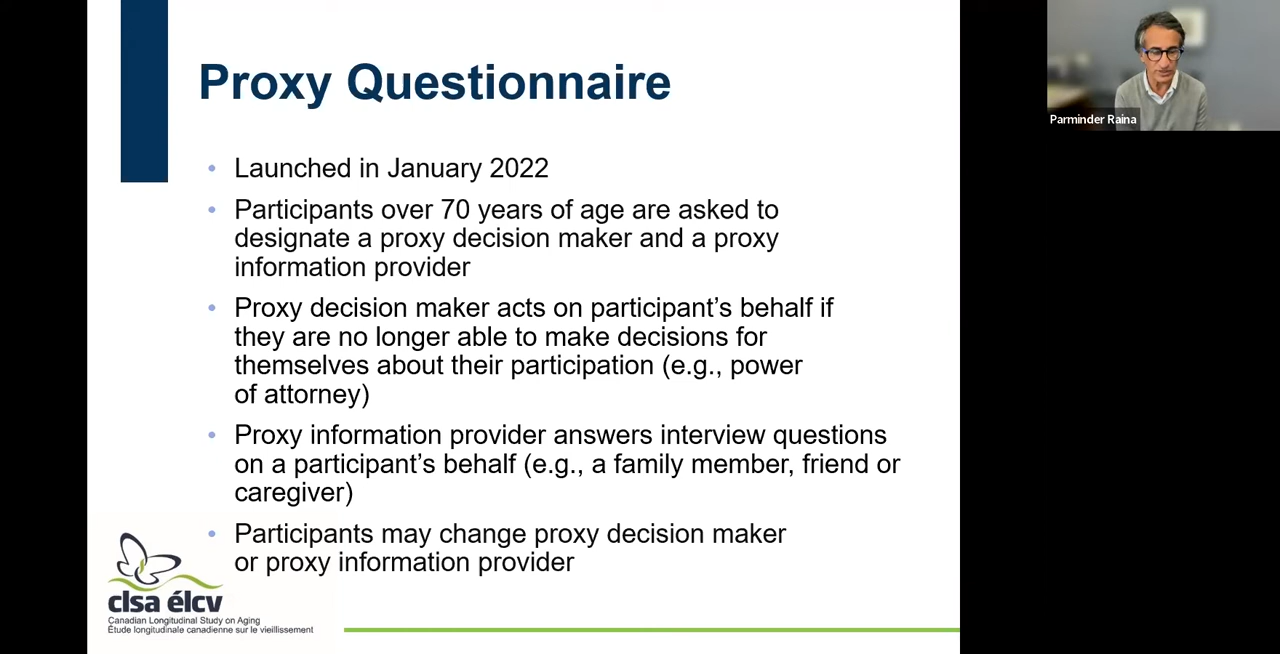 Proxy Questionnaire
• Launched in January 2022
• Participants over 70 years of age are asked to
designate a proxy decision maker and a proxy
information provider
• Proxy decision maker acts on participant’s behalf if
they are no longer able to make decisions for
themselves about their participation (e.g., power
of attorney)
• Proxy information provider answers interview questions
on a participant’s behalf (e.g., a family member, friend or
caregiver)
• Participants may change proxy decision maker
or proxy information provider
clsa élcv
Canadian Longitudinal Study on Aging
Étude longitudinale canadienne sur le vieillissement
Parminder Raina